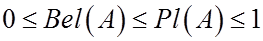 0 ≤ Bel(A) ≤ Pl(A) ≤ 1